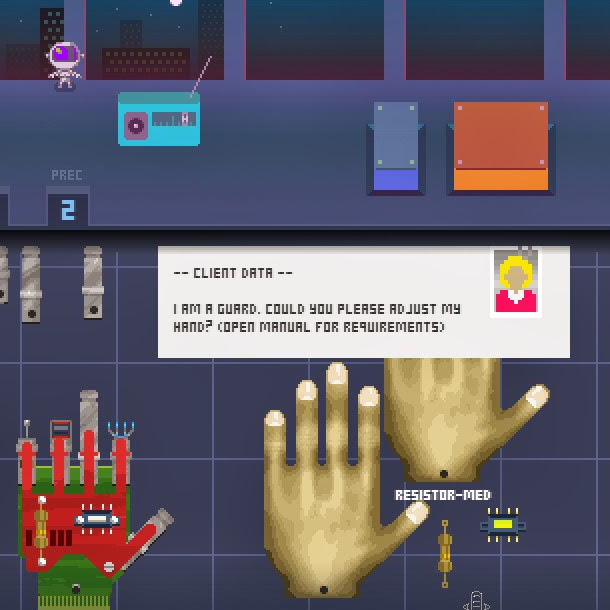 PREC
2
-- CLIENT DATA --
I AM A GUARD. COULD YOU PLEASE ADJUST MY
HAND? (OPEN MANUAL FOR REQUIREMENTS)
RESISTOR-MED